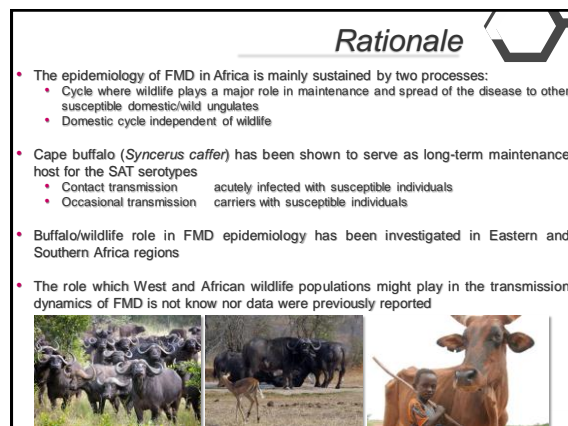 Rationale
• The epidemiology of FMD in Africa is mainly sustained by two processes:
• Cycle where wildlife plays a major role in maintenance and spread of the disease to other
susceptible domestic/wild ungulates
• Domestic cycle independent of wildlife
• Cape buffalo (Syncerus caffer) has been shown to serve as long-term maintenance
host for the SAT serotypes
• Contact transmission acutely infected with susceptible individuals
• Occasional transmission carriers with susceptible individuals
• Buffalo/wildlife role in FMD epidemiology has been investigated in Eastern and
Southern Africa regions
• The role which West and African wildlife populations might play in the transmission
dynamics of FMD is not know nor data were previously reported